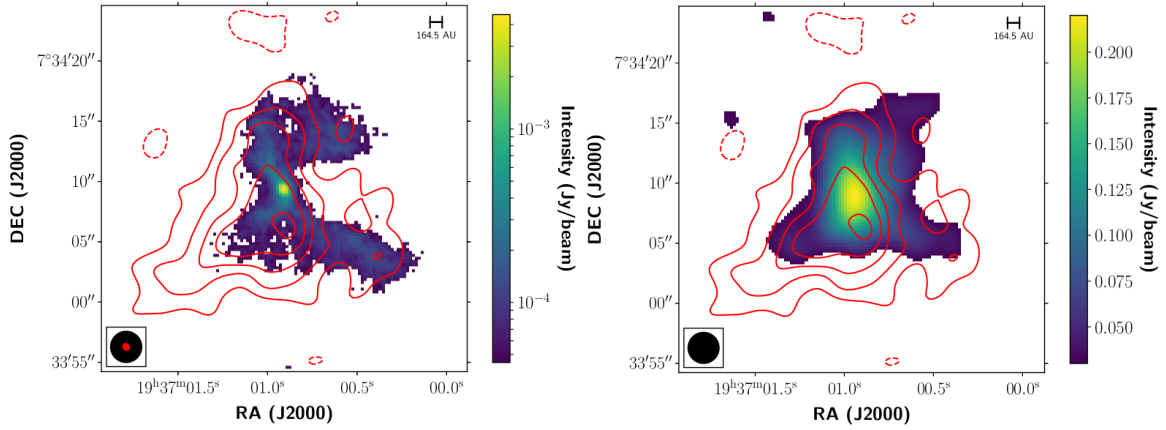 164.5 AU
7°34′20″
15″
10″
05″
00″
33′55″
DEC (J2000)
19ʰ37ᵐ01.5ˢ
01.0ˢ
00.5ˢ
00.0ˢ
RA (J2000)
10⁻³
10⁻⁴
Intensity (Jy/beam)
164.5 AU
7°34′20″
15″
10″
05″
00″
33′55″
DEC (J2000)
19ʰ37ᵐ01.5ˢ
01.0ˢ
00.5ˢ
00.0ˢ
RA (J2000)
0.200
0.175
0.150
0.125
0.100
0.075
0.050
Intensity (Jy/beam)